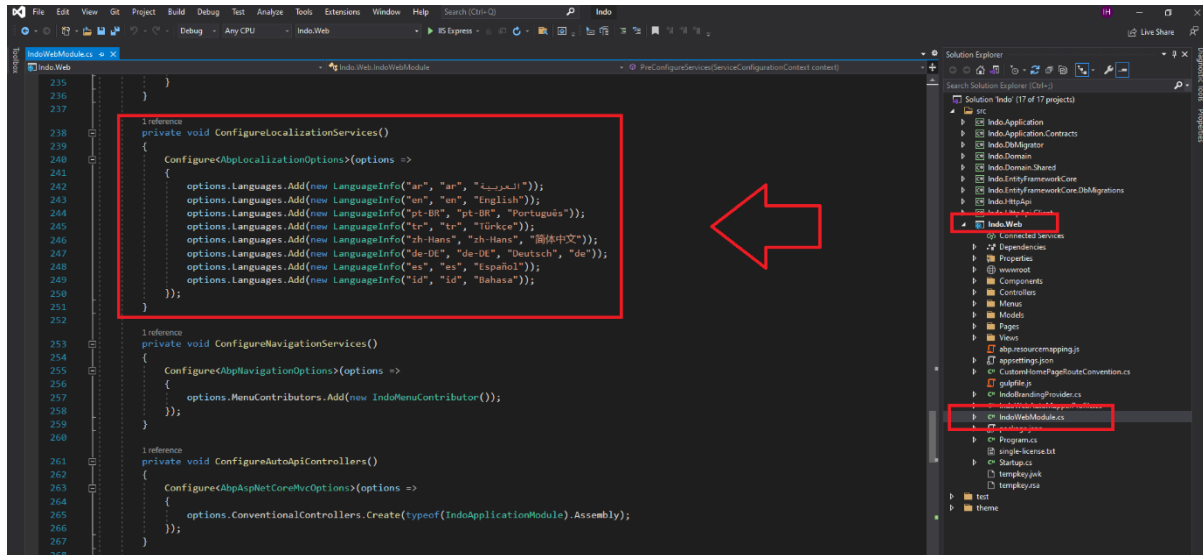 File Edit View Git Project Build Debug Test Analyze Tools Extensions Window Help Search (Ctrl+Q) Indo IH
Debug Any CPU Indo.Web IIS Express Live Share
Toolbox
IndoWebModule.cs
Indo.Web Indo.Web.IndoWebModule PreConfigureServices(ServiceConfigurationContext context)
235 }
236 }
237
1 reference
238 private void ConfigureLocalizationServices()
239 {
240 Configure<AbpLocalizationOptions>(options =>
241 {
242 options.Languages.Add(new LanguageInfo("ar", "ar", "العربية"));
243 options.Languages.Add(new LanguageInfo("en", "en", "English"));
244 options.Languages.Add(new LanguageInfo("pt-BR", "pt-BR", "Português"));
245 options.Languages.Add(new LanguageInfo("tr", "tr", "Türkçe"));
246 options.Languages.Add(new LanguageInfo("zh-Hans", "zh-Hans", "简体中文"));
247 options.Languages.Add(new LanguageInfo("de-DE", "de-DE", "Deutsch", "de"));
248 options.Languages.Add(new LanguageInfo("es", "es", "Español"));
249 options.Languages.Add(new LanguageInfo("id", "id", "Bahasa"));
250 });
251 }
252
1 reference
253 private void ConfigureNavigationServices()
254 {
255 Configure<AbpNavigationOptions>(options =>
256 {
257 options.MenuContributors.Add(new IndoMenuContributor());
258 });
259 }
260
1 reference
261 private void ConfigureAutoApiControllers()
262 {
263 Configure<AbpAspNetCoreMvcOptions>(options =>
264 {
265 options.ConventionalControllers.Create(typeof(IndoApplicationModule).Assembly);
266 });
267 }
268
Solution Explorer
Search Solution Explorer (Ctrl+;)
Solution 'Indo' (17 of 17 projects)
src
Indo.Application
Indo.Application.Contracts
Indo.DbMigrator
Indo.Domain
Indo.Domain.Shared
Indo.EntityFrameworkCore
Indo.EntityFrameworkCore.DbMigrations
Indo.HttpApi
Indo.HttpApi.Client
Indo.Web
Connected Services
Dependencies
Properties
wwwroot
Components
Controllers
Menus
Models
Pages
Views
abp.resourcemapping.js
appsettings.json
CustomHomePageRouteConvention.cs
gulpfile.js
IndoBrandingProvider.cs
IndoWebAutoMapperProfile.cs
IndoWebModule.cs
package.json
Program.cs
single-license.txt
Startup.cs
tempkey.jwk
tempkey.rsa
test
theme
Diagnostic Tools
Properties